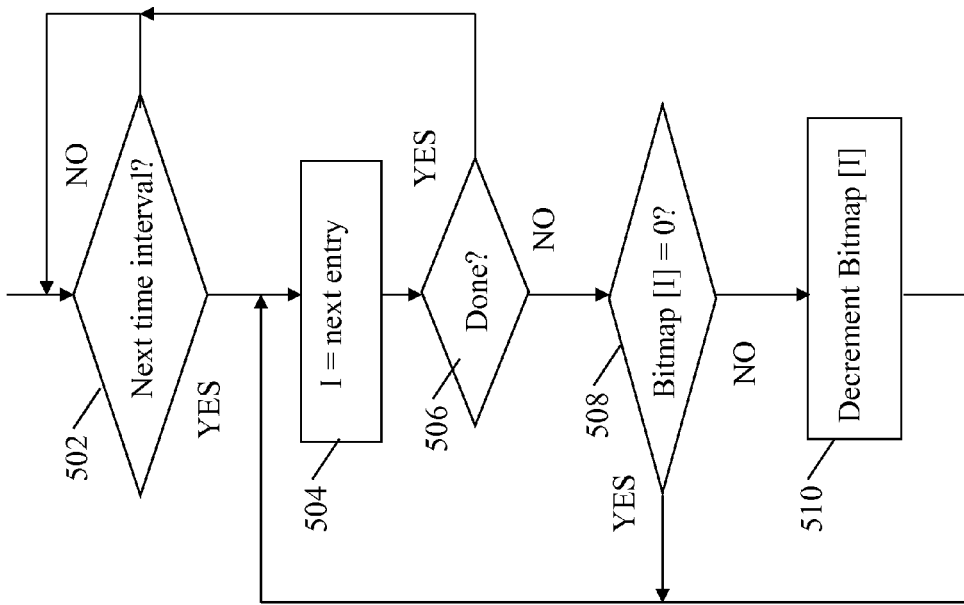 NO
Next time interval?
502
YES
I = next entry
504
YES
Done?
506
NO
Bitmap [I] = 0?
508
YES
NO
Decrement Bitmap [I]
510